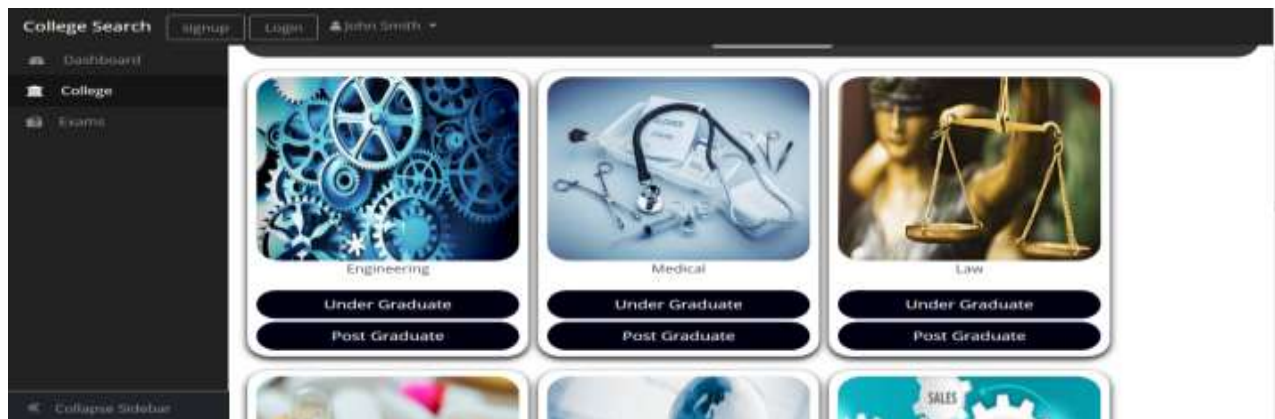 College Search signup Login John Smith
Dashboard
College
Exams
Engineering Medical Law
Under Graduate Under Graduate Under Graduate
Post Graduate Post Graduate Post Graduate
SALES
Collapse Sidebar